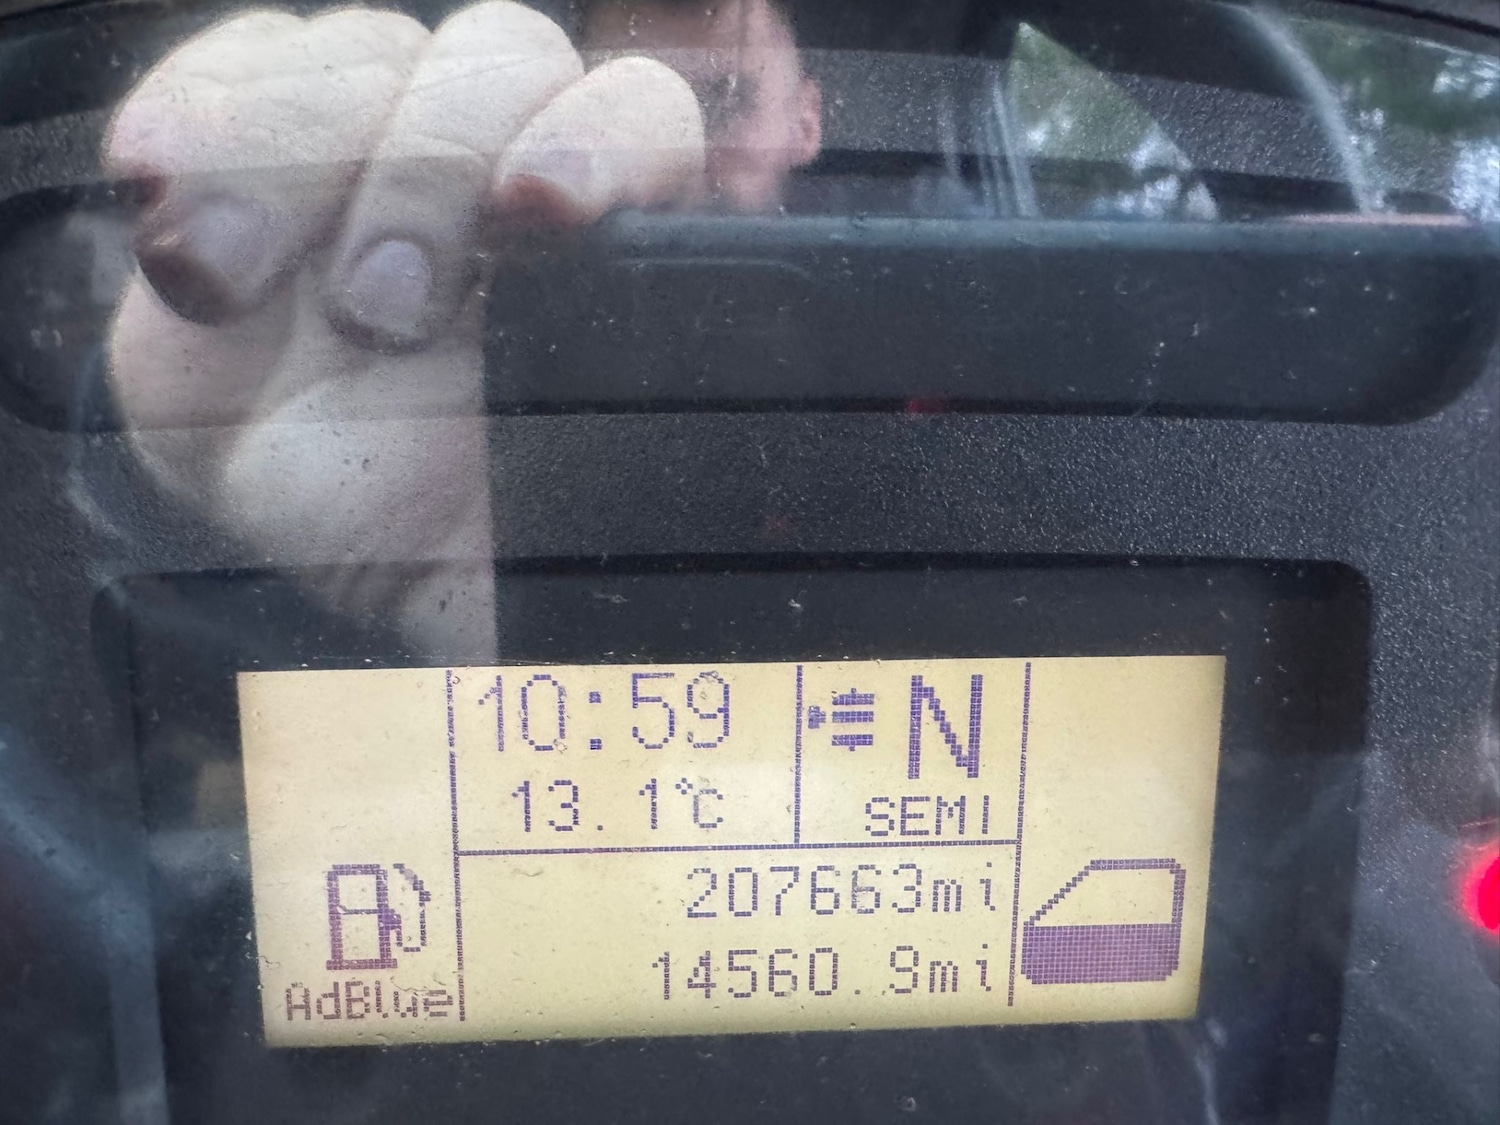 10:59
N
13.1°C
SEMI
207663mi
14560.9mi
AdBlue